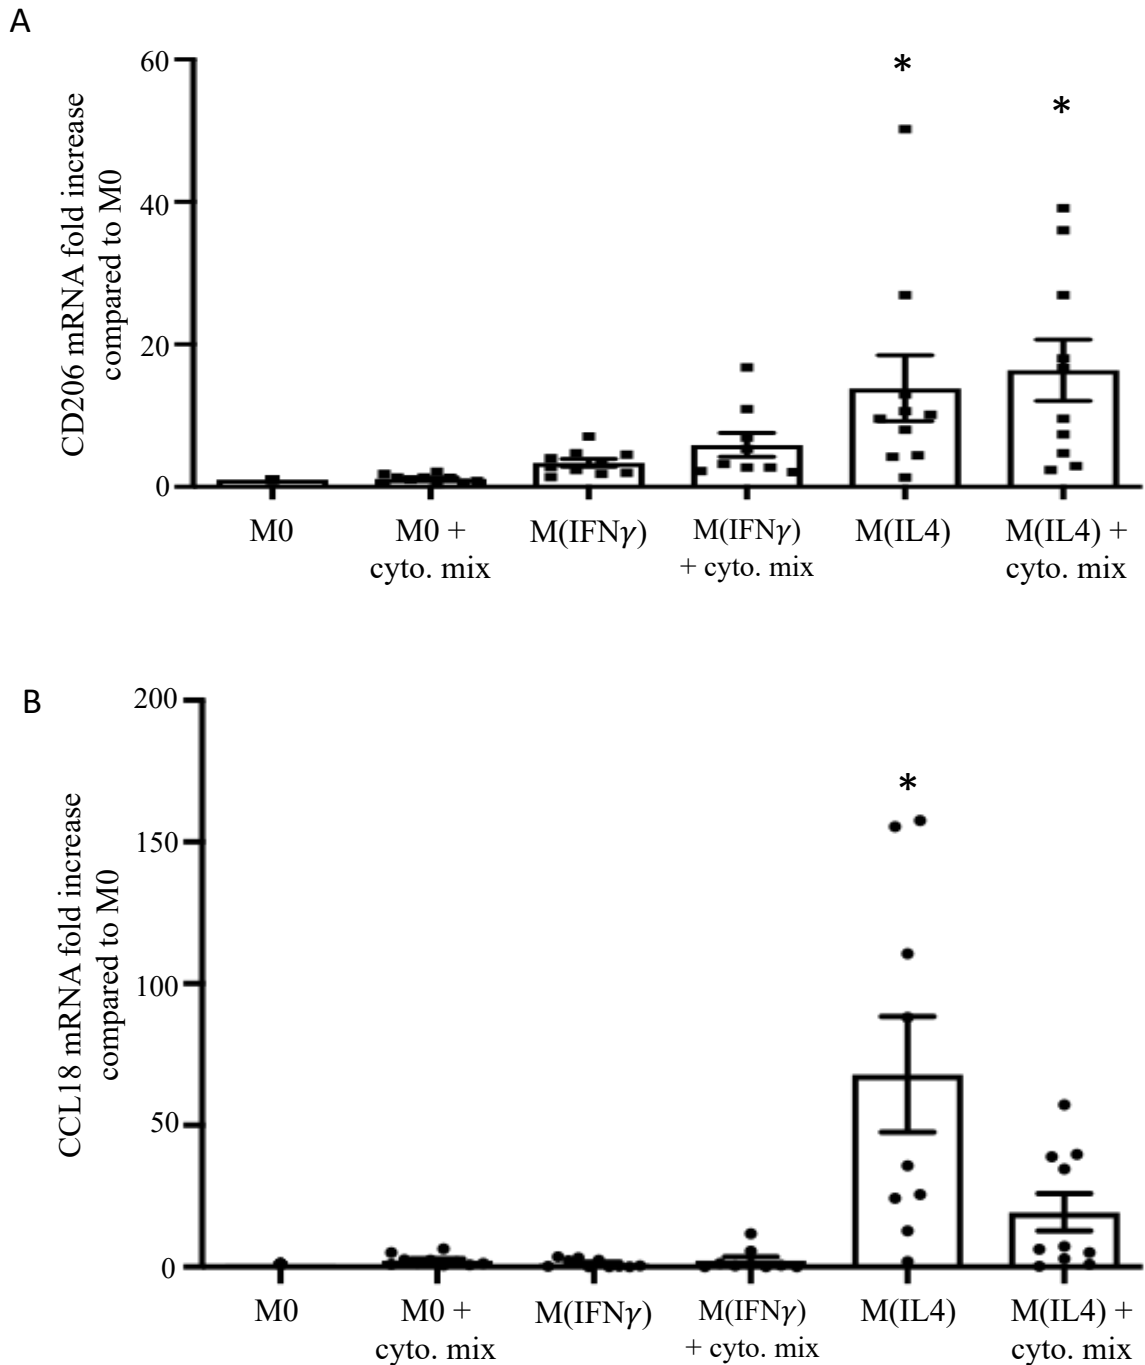 A
CD206 mRNA fold increase
compared to M0
60
40
20
0
*
*
M0
M0 +
cyto. mix
M(IFNγ)
M(IFNγ)
+ cyto. mix
M(IL4)
M(IL4) +
cyto. mix
B
CCL18 mRNA fold increase
compared to M0
200
150
100
50
0
*
M0
M0 +
cyto. mix
M(IFNγ)
M(IFNγ)
+ cyto. mix
M(IL4)
M(IL4) +
cyto. mix